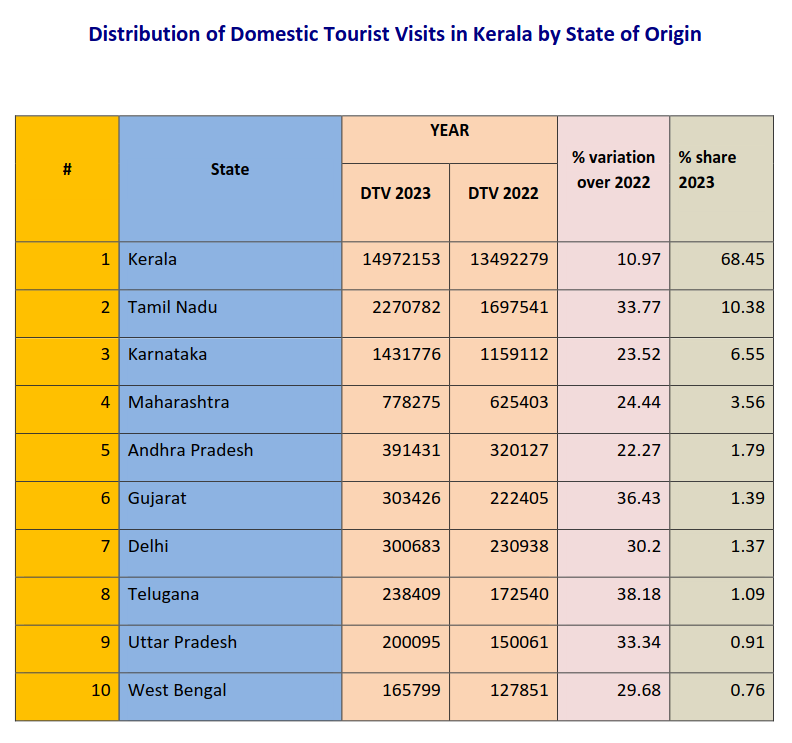 Distribution of Domestic Tourist Visits in Kerala by State of Origin
# State YEAR % variation over 2022 % share 2023
DTV 2023 DTV 2022
1 Kerala 14972153 13492279 10.97 68.45
2 Tamil Nadu 2270782 1697541 33.77 10.38
3 Karnataka 1431776 1159112 23.52 6.55
4 Maharashtra 778275 625403 24.44 3.56
5 Andhra Pradesh 391431 320127 22.27 1.79
6 Gujarat 303426 222405 36.43 1.39
7 Delhi 300683 230938 30.2 1.37
8 Telugana 238409 172540 38.18 1.09
9 Uttar Pradesh 200095 150061 33.34 0.91
10 West Bengal 165799 127851 29.68 0.76